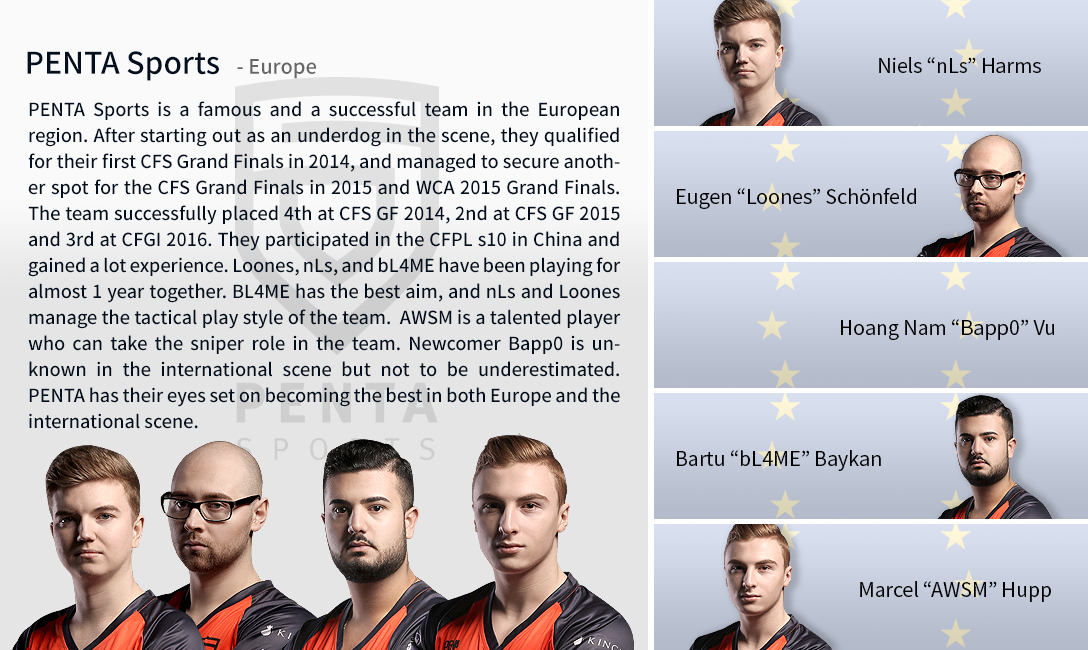 PENTA Sports - Europe
PENTA Sports is a famous and a successful team in the European
region. After starting out as an underdog in the scene, they qualified
for their first CFS Grand Finals in 2014, and managed to secure anoth-
er spot for the CFS Grand Finals in 2015 and WCA 2015 Grand Finals.
The team successfully placed 4th at CFS GF 2014, 2nd at CFS GF 2015
and 3rd at CFGI 2016. They participated in the CFPL s10 in China and
gained a lot experience. Loones, nLs, and bL4ME have been playing for
almost 1 year together. BL4ME has the best aim, and nLs and Loones
manage the tactical play style of the team. AWSM is a talented player
who can take the sniper role in the team. Newcomer Bapp0 is un-
known in the international scene but not to be underestimated.
PENTA has their eyes set on becoming the best in both Europe and the
international scene.
PENTA
SPORTS
Niels “nLs” Harms
Eugen “Loones” Schönfeld
Hoang Nam “Bapp0” Vu
Bartu “bL4ME” Baykan
Marcel “AWSM” Hupp